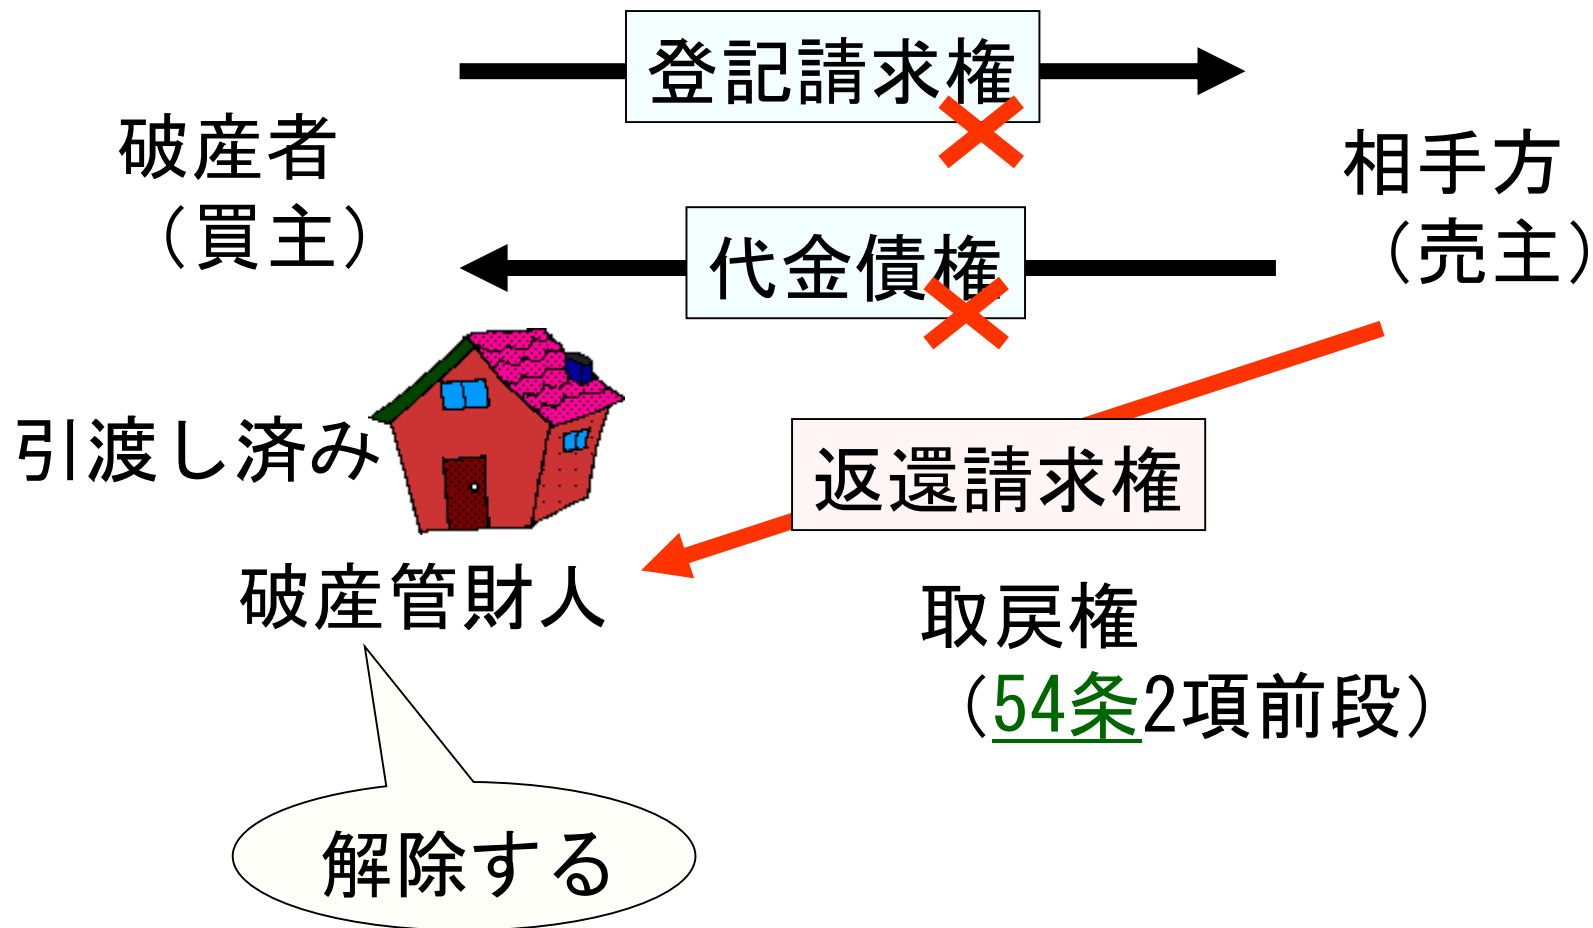 登記請求権
破産者
（買主）
相手方
（売主）
代金債権
引渡し済み
返還請求権
破産管財人
取戻権
（54条2項前段）
解除する